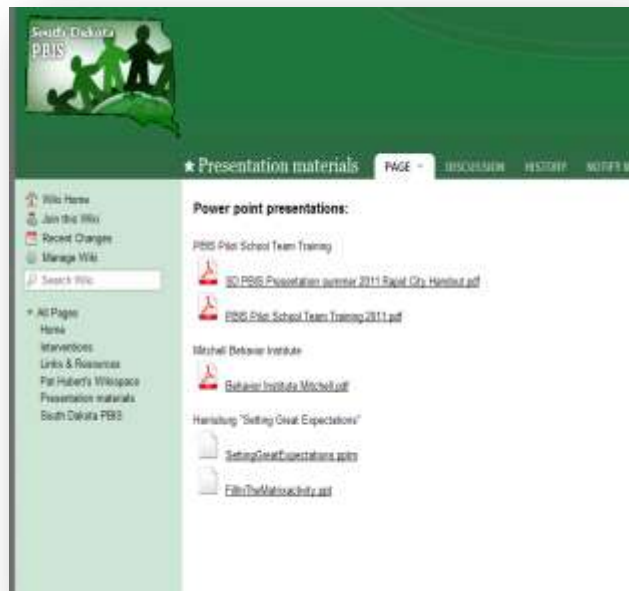 South Dakota
PBIS
★ Presentation materials
PAGE
DISCUSSION
HISTORY
NOTIFY
Wiki Home
Join this Wiki
Recent Changes
Manage Wiki
Search Wiki
All Pages
Home
Interventions
Links & Resources
Pat Hubert's Wikispace
Presentation materials
South Dakota PBIS
Power point presentations:
PBIS Pilot School Team Training
SD PBIS Presentation summer 2011 Rapid City Handout.pdf
PBIS Pilot School Team Training 2011.pdf
Mitchell Behavior Institute
Behavior Institute Mitchell.pdf
Harrisburg "Setting Great Expectations"
SettingGreatExpectations.pptm
FillInTheMatrixactivity.ppt